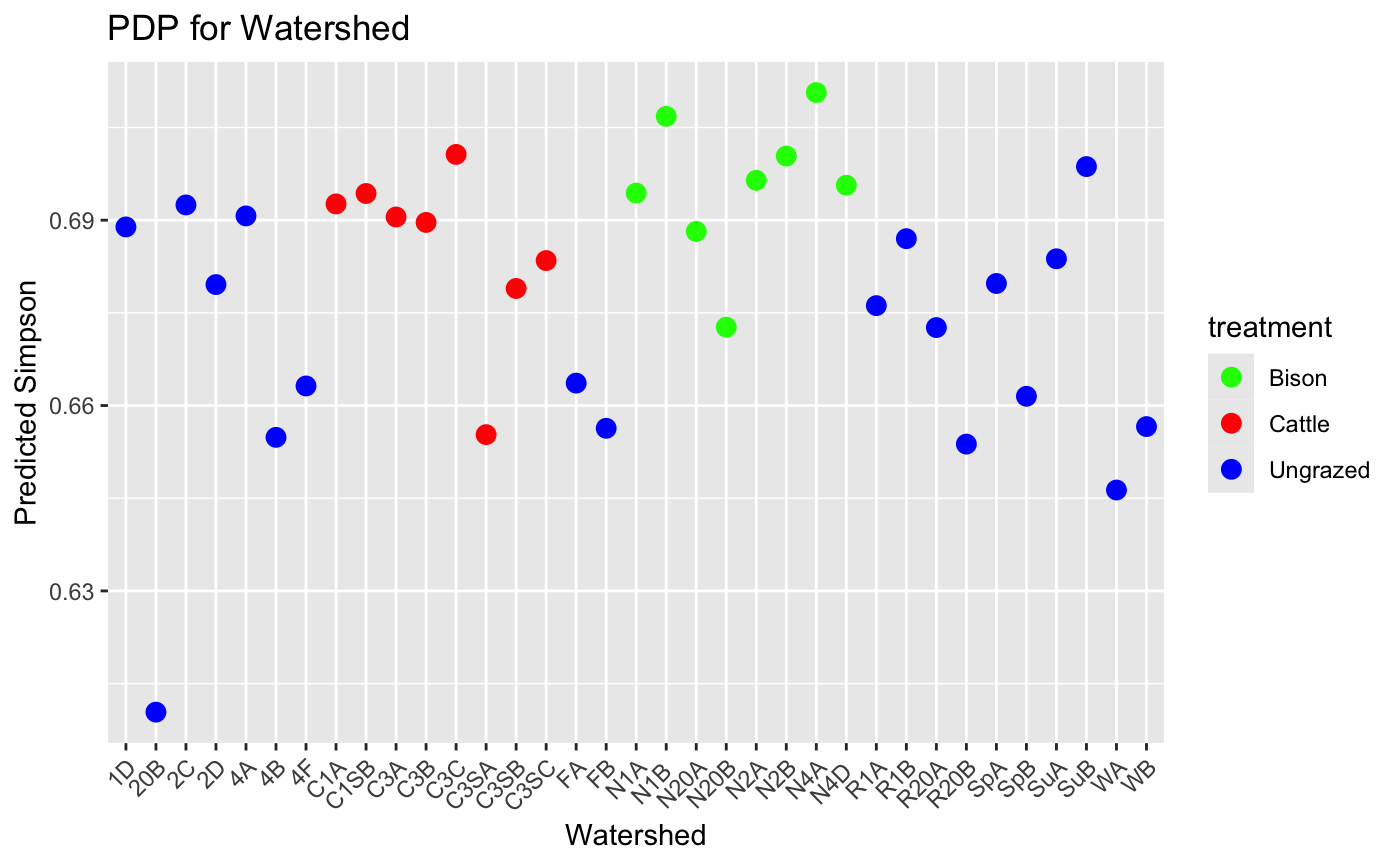 PDP for Watershed
Predicted Simpson
0.69
0.66
0.63
1D
20B
2C
2D
4A
4B
4F
C1A
C1SB
C3A
C3B
C3C
C3SA
C3SB
C3SC
FA
FB
N1A
N1B
N20A
N20B
N2A
N2B
N4A
N4D
R1A
R1B
R20A
R20B
SpA
SpB
SuA
SuB
WA
WB
Watershed
treatment
Bison
Cattle
Ungrazed